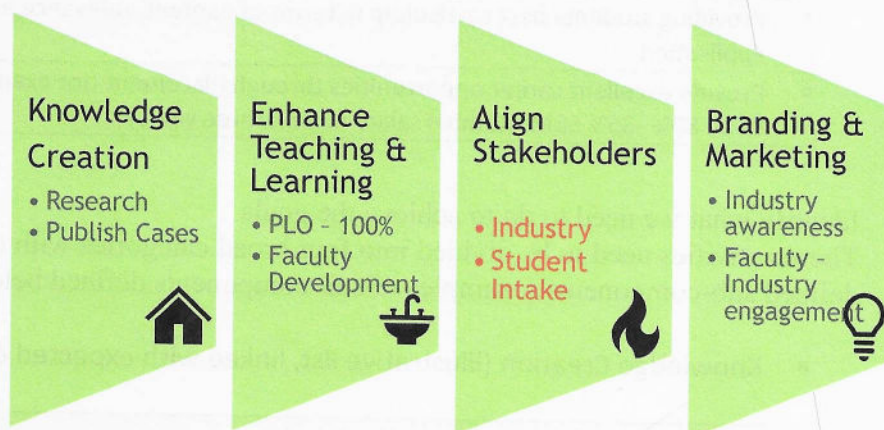 Knowledge
Creation
• Research
• Publish Cases
Enhance
Teaching &
Learning
• PLO – 100%
• Faculty
Development
Align
Stakeholders
• Industry
• Student
Intake
Branding &
Marketing
• Industry
awareness
• Faculty –
Industry
engagement